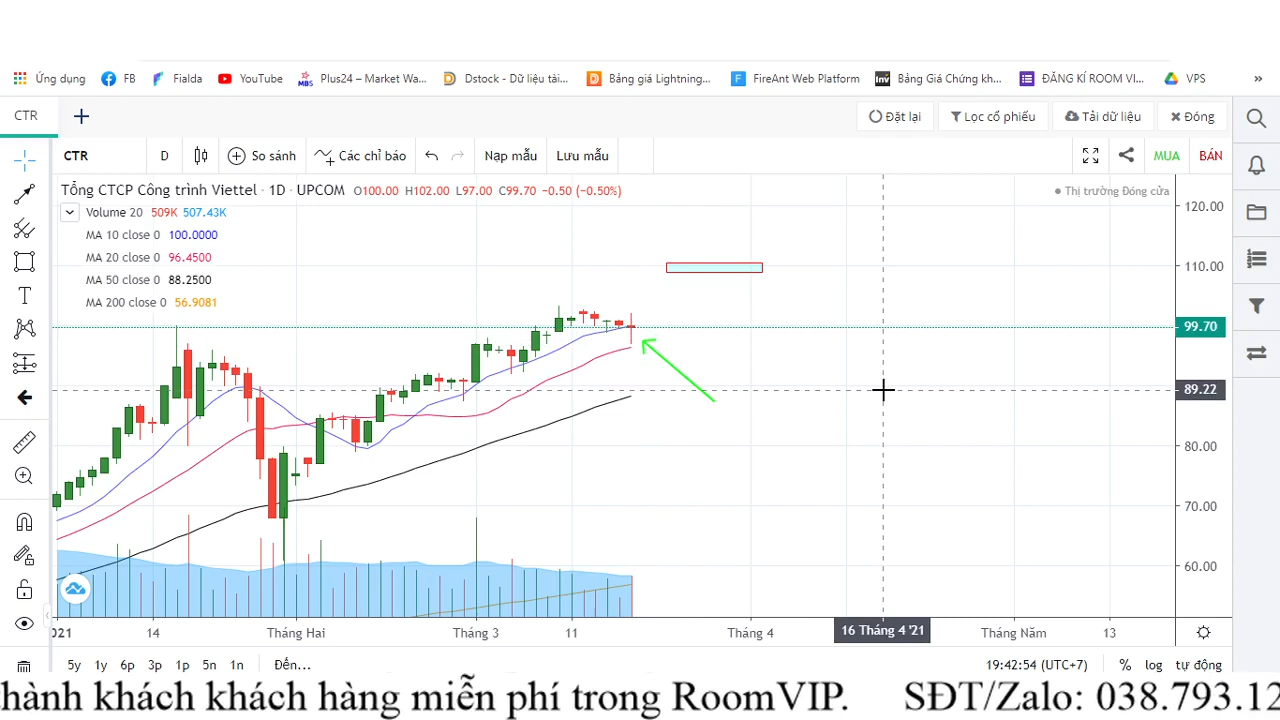 Ứng dụng FB Fialda YouTube MBS Plus24 – Market Wa... Dstock - Dữ liệu tài... Bảng giá Lightning... FireAnt Web Platform Bảng Giá Chứng kh... ĐĂNG KÍ ROOM VI... VPS »
CTR + Đặt lại Lọc cổ phiếu Tải dữ liệu Đóng
CTR D So sánh Các chỉ báo Nạp mẫu Lưu mẫu MUA BÁN
Tổng CTCP Công trình Viettel · 1D · UPCOM O100.00 H102.00 L97.00 C99.70 −0.50 (−0.50%) Thị trường Đóng cửa
120.00
Volume 20 509K 507.43K
MA 10 close 0 100.0000
MA 20 close 0 96.4500
110.00
MA 50 close 0 88.2500
MA 200 close 0 56.9081
99.70
89.22
80.00
70.00
60.00
021 14 Tháng Hai Tháng 3 11 Tháng 4 16 Tháng 4 '21 Tháng Năm 13
5y 1y 6p 3p 1p 5n 1n Đến... 19:42:54 (UTC+7) % log tự động
thành khách khách hàng miễn phí trong RoomVIP. SĐT/Zalo: 038.793.12